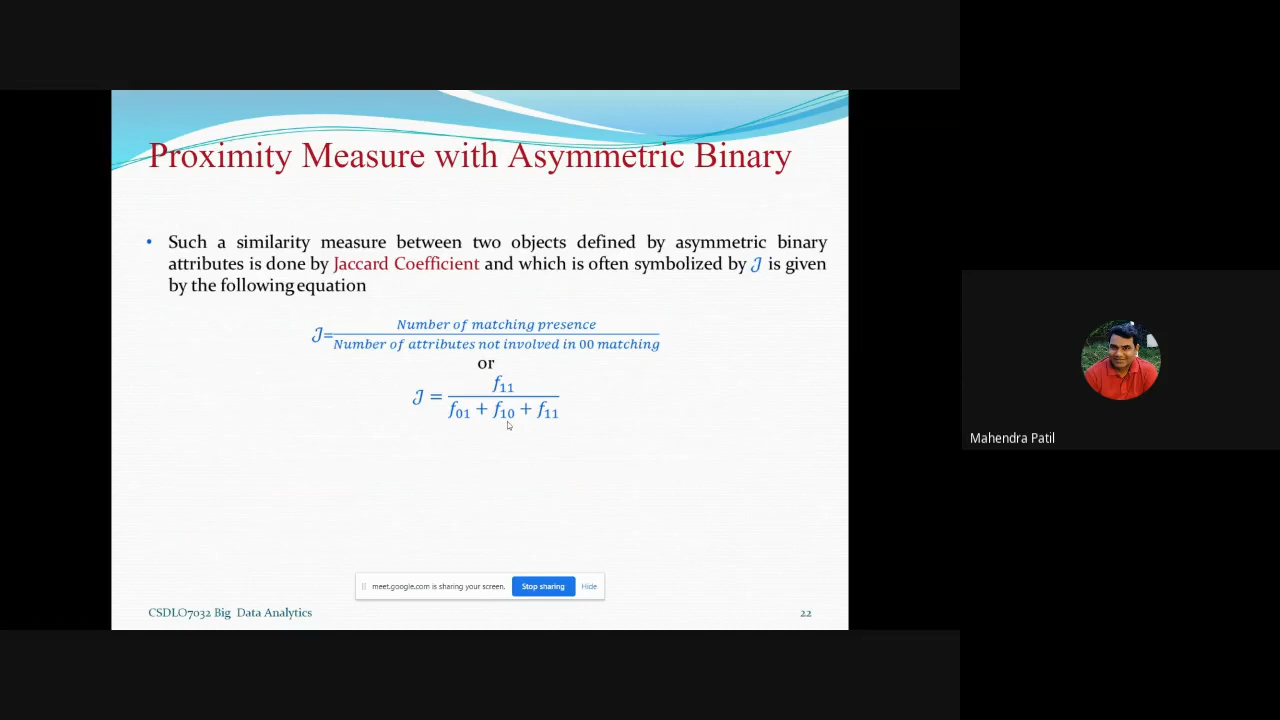 Proximity Measure with Asymmetric Binary
• Such a similarity measure between two objects defined by asymmetric binary
attributes is done by Jaccard Coefficient and which is often symbolized by 𝒥 is given
by the following equation
𝒥= Number of matching presence / Number of attributes not involved in 00 matching
or
𝒥 = f₁₁ / f₀₁ + f₁₀ + f₁₁
Mahendra Patil
meet.google.com is sharing your screen. Stop sharing Hide
CSDLO7032 Big Data Analytics 22